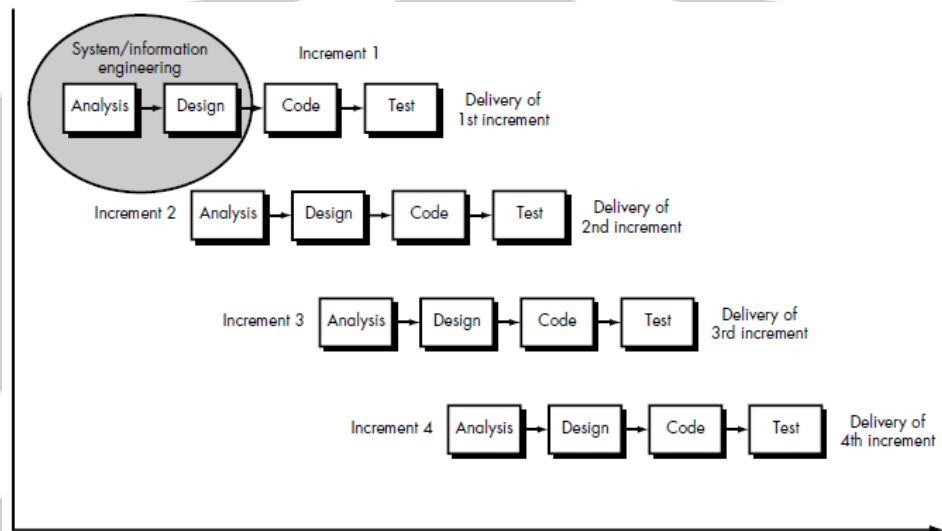 System/information
engineering
Increment 1
Analysis
Design
Code
Test
Delivery of
1st increment
Increment 2
Analysis
Design
Code
Test
Delivery of
2nd increment
Increment 3
Analysis
Design
Code
Test
Delivery of
3rd increment
Increment 4
Analysis
Design
Code
Test
Delivery of
4th increment